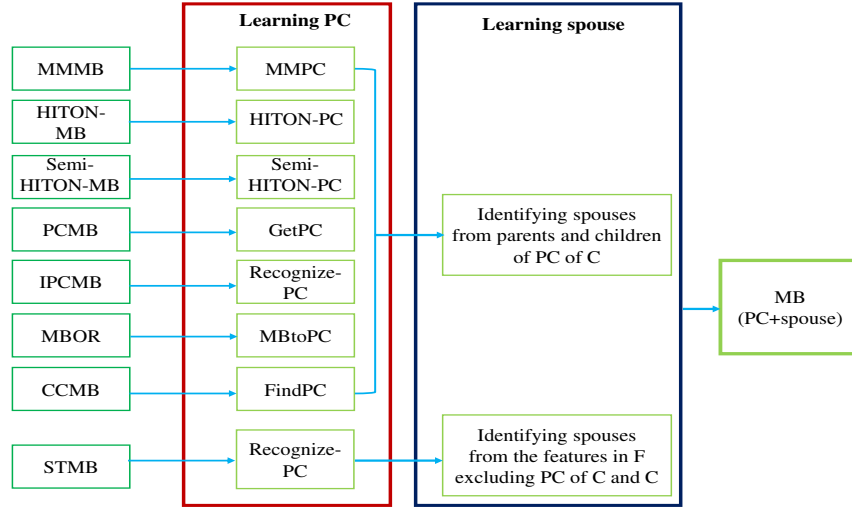 Learning PC
Learning spouse
MMMB
MMPC
HITON-
MB
HITON-PC
Semi-
HITON-MB
Semi-
HITON-PC
PCMB
GetPC
Identifying spouses
from parents and children
of PC of C
IPCMB
Recognize-
PC
MB
(PC+spouse)
MBOR
MBtoPC
CCMB
FindPC
STMB
Recognize-
PC
Identifying spouses
from the features in F
excluding PC of C and C